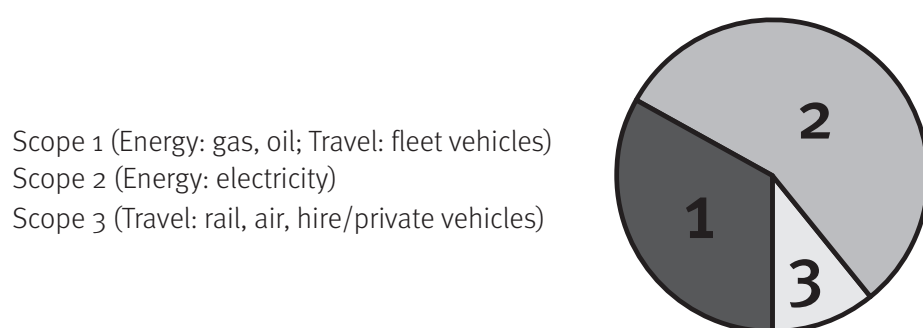 Scope 1 (Energy: gas, oil; Travel: fleet vehicles)
Scope 2 (Energy: electricity)
Scope 3 (Travel: rail, air, hire/private vehicles)
2
1
3